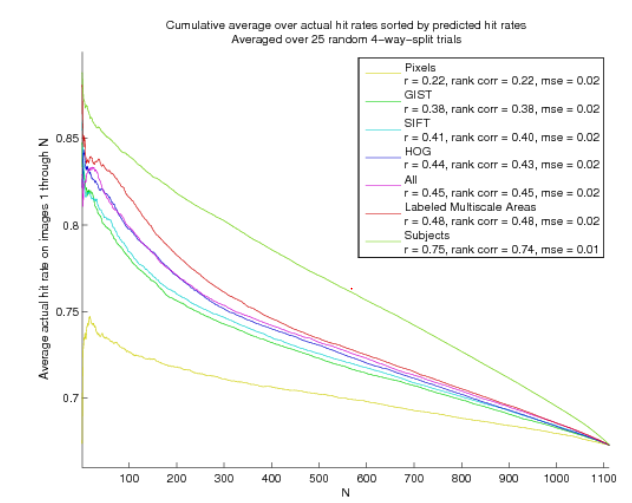 Cumulative average over actual hit rates sorted by predicted hit rates
Averaged over 25 random 4-way-split trials
Pixels
r = 0.22, rank corr = 0.22, mse = 0.02
GIST
r = 0.38, rank corr = 0.38, mse = 0.02
SIFT
r = 0.41, rank corr = 0.40, mse = 0.02
HOG
r = 0.44, rank corr = 0.43, mse = 0.02
All
r = 0.45, rank corr = 0.45, mse = 0.02
Labeled Multiscale Areas
r = 0.48, rank corr = 0.48, mse = 0.02
Subjects
r = 0.75, rank corr = 0.74, mse = 0.01
Average actual hit rate on images 1 through N
0.85
0.8
0.75
0.7
100 200 300 400 500 600 700 800 900 1000 1100
N